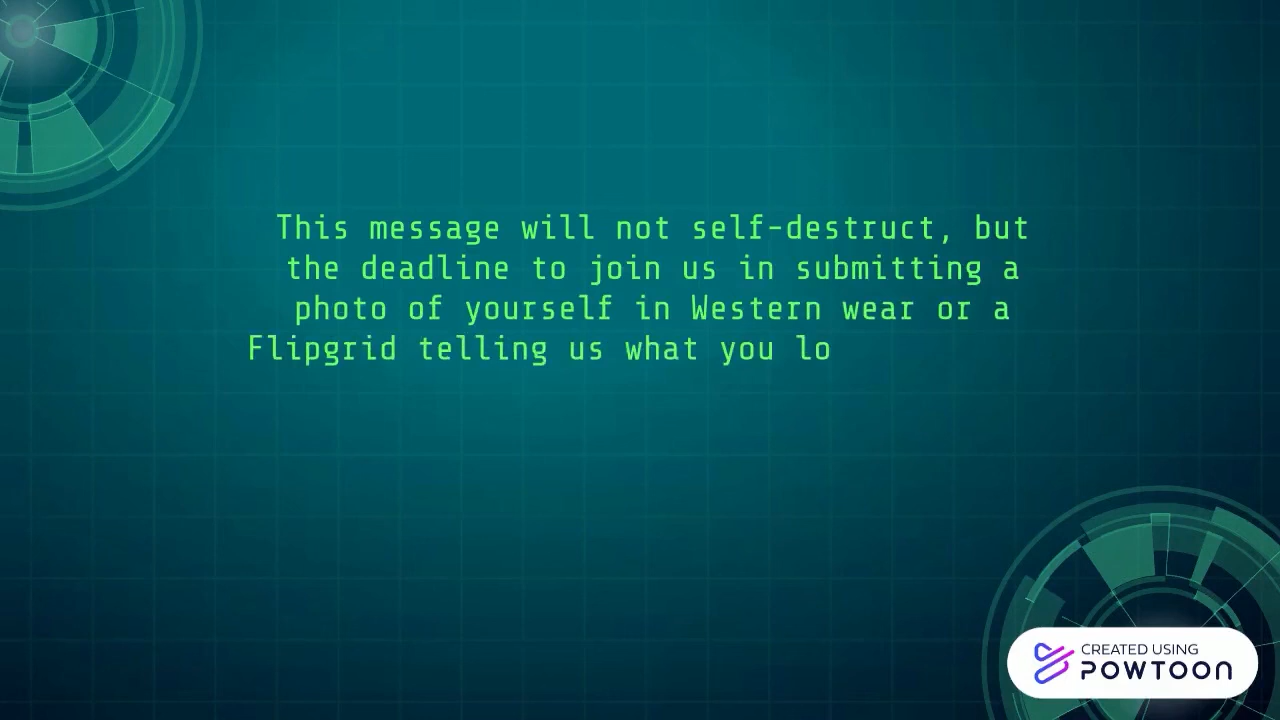 This message will not self-destruct, but
the deadline to join us in submitting a
photo of yourself in Western wear or a
Flipgrid telling us what you lo
CREATED USING
POWTOON